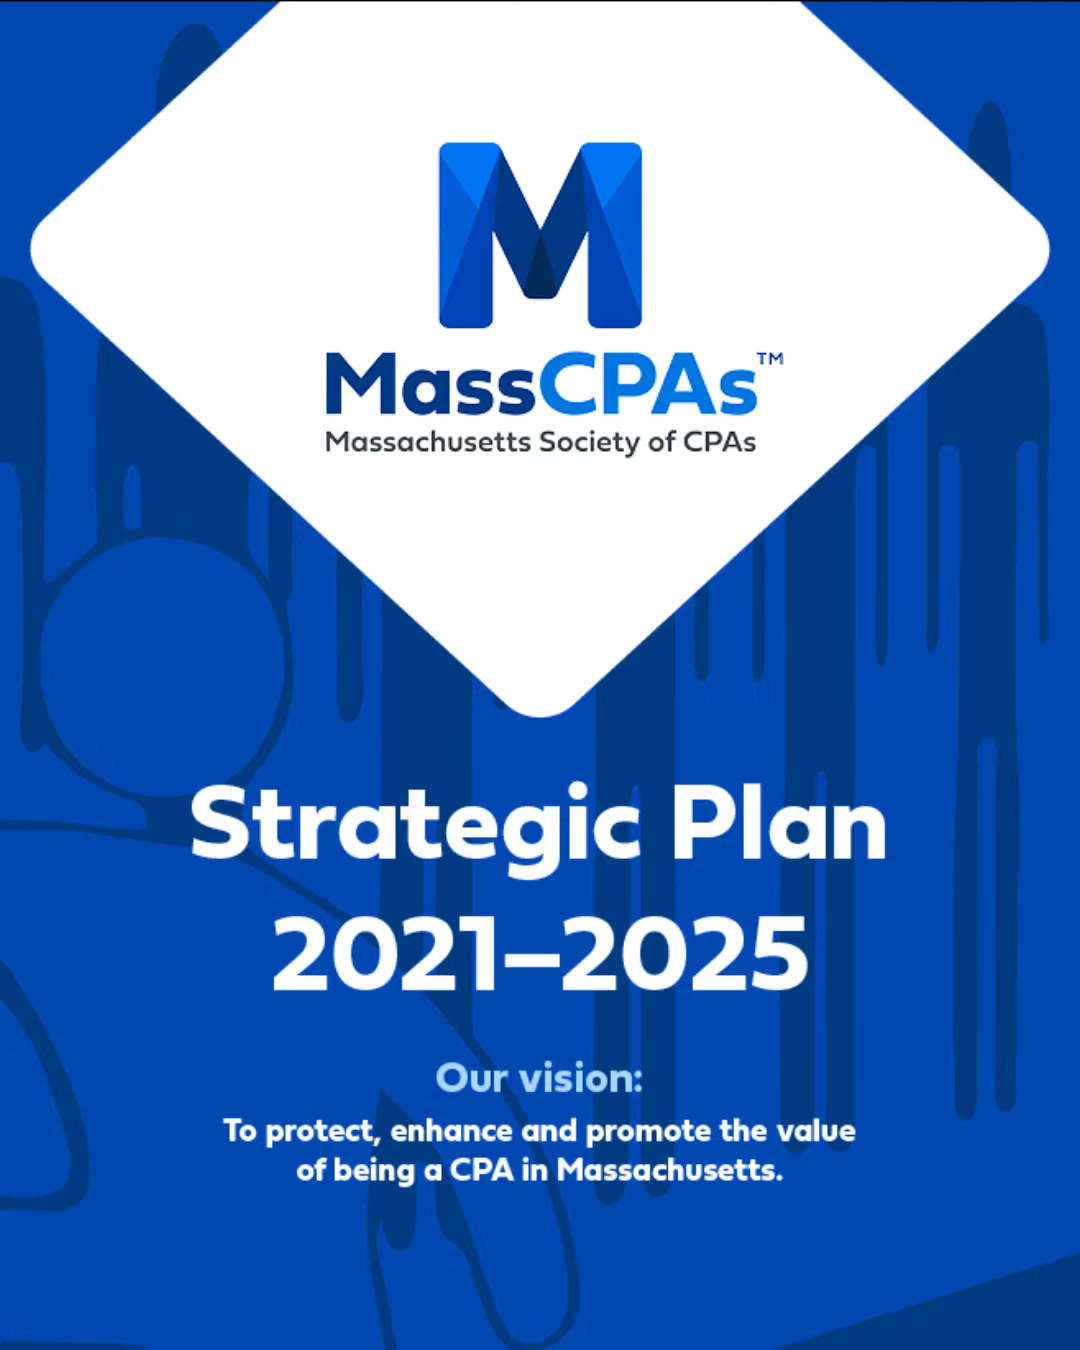 MassCPAs™
Massachusetts Society of CPAs
Strategic Plan
2021–2025
Our vision:
To protect, enhance and promote the value
of being a CPA in Massachusetts.